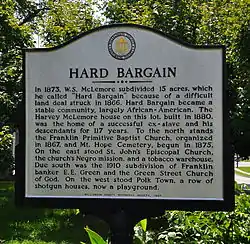 HARD BARGAIN
In 1873, W.S. McLemore subdivided 15 acres, which
he called "Hard Bargain" because of a difficult
land deal struck in 1866. Hard Bargain became a
stable community, largely African-American. The
Harvey McLemore house on this lot, built in 1880,
was the home of a successful ex-slave and his
descendants for 117 years. To the north stands
the Franklin Primitive Baptist Church, organized
in 1867, and Mt. Hope Cemetery, begun in 1875.
On the east stood St. John's Episcopal Church,
the church's Negro mission, and a tobacco warehouse.
Due south was the 1910 subdivision of Franklin
banker E.E. Green and the Green Street Church
of God. On the west stood Polk Town, a row of
shotgun houses, now a playground.